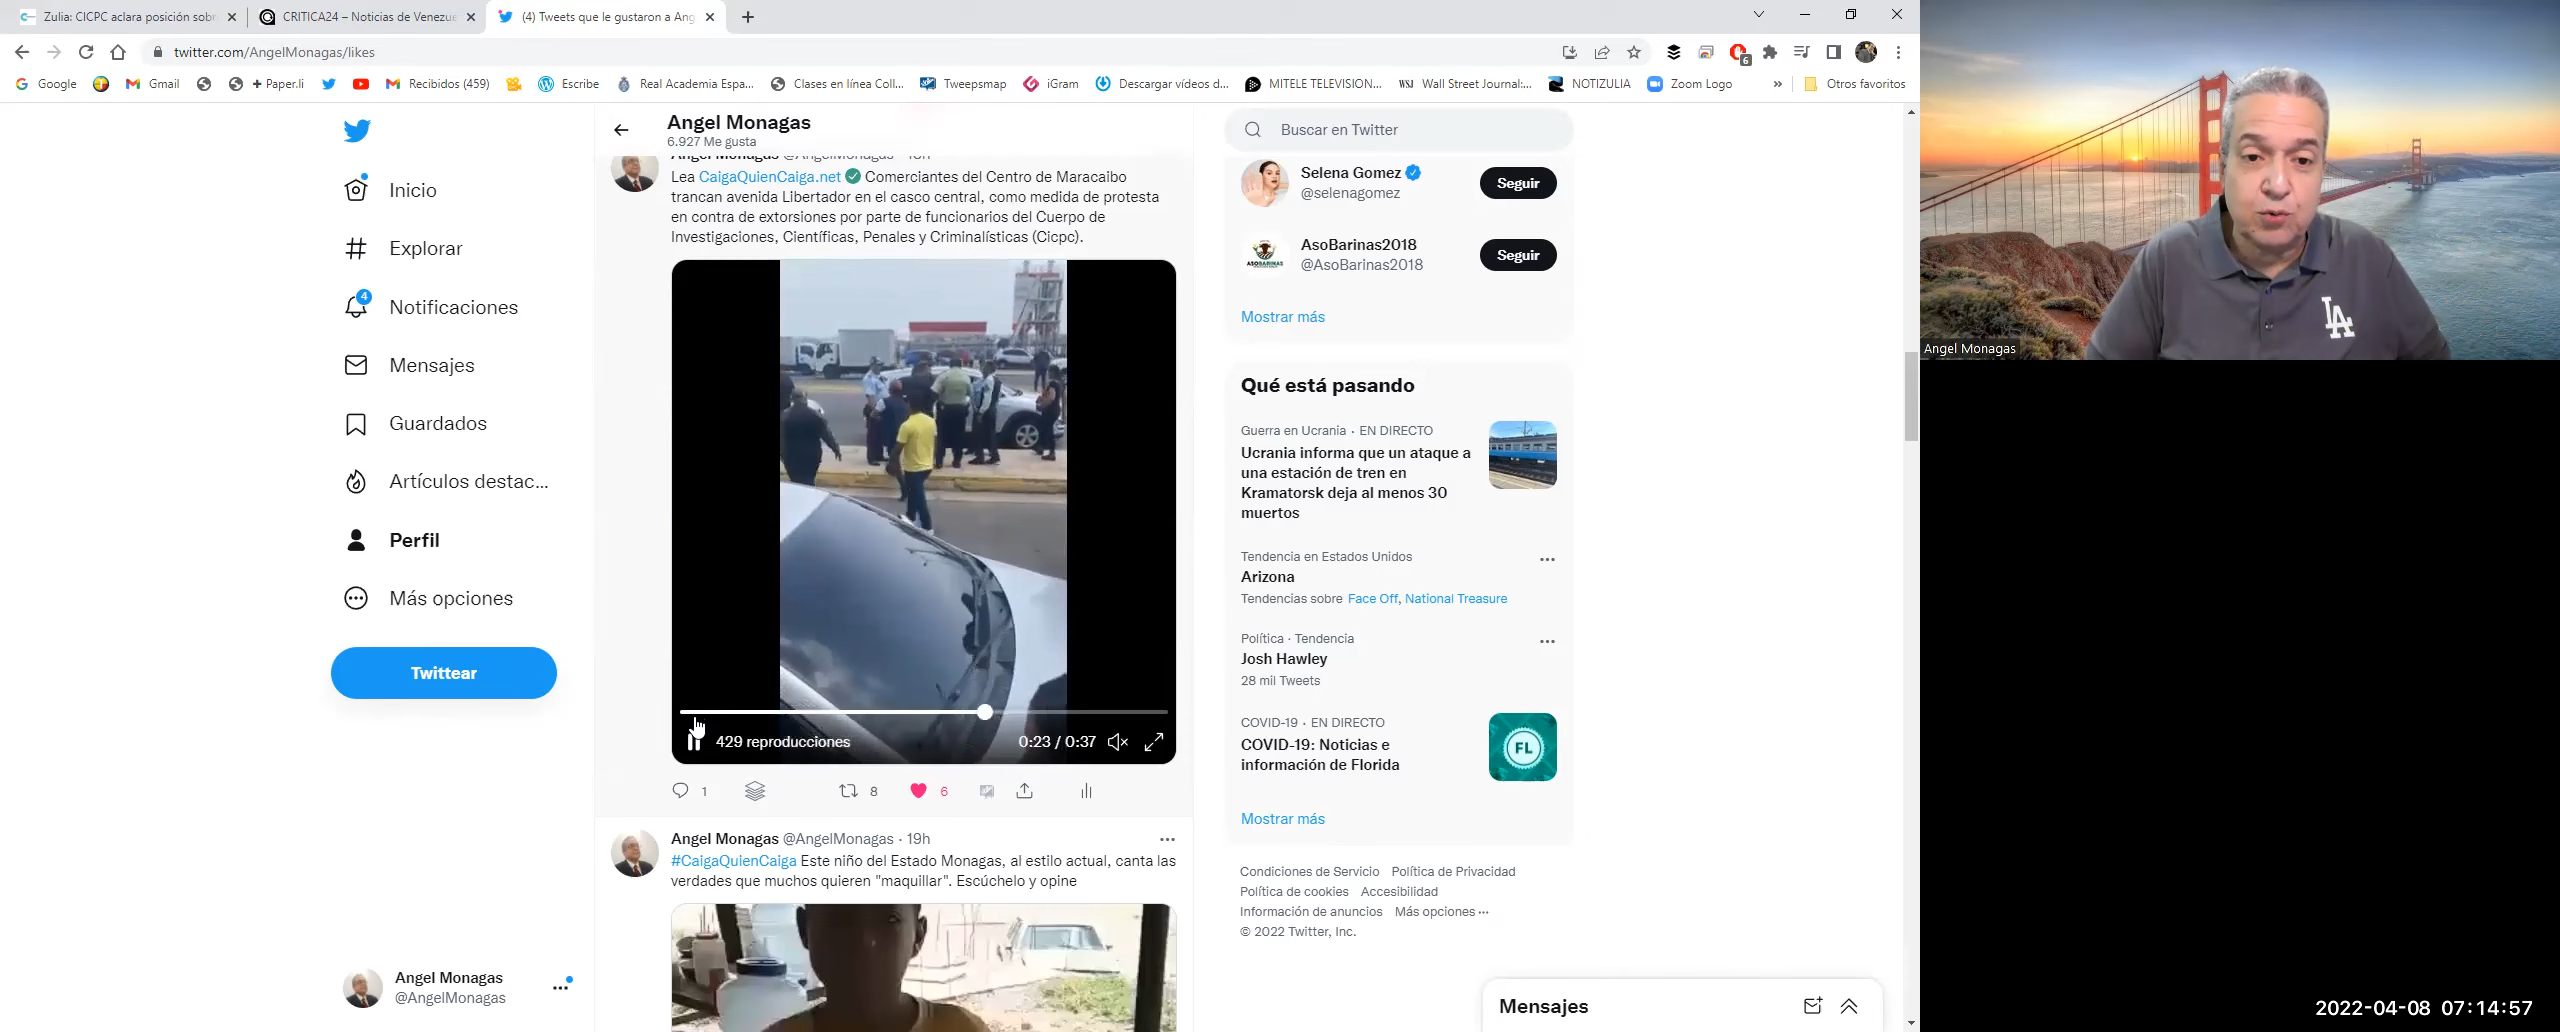 Zulia: CICPC aclara posición sobr
CRITICA24 – Noticias de Venezue
(4) Tweets que le gustaron a Ang
twitter.com/AngelMonagas/likes
6
Google
Gmail
+ Paper.li
Recibidos (459)
Escribe
Real Academia Espa...
Clases en línea Coll...
Tweepsmap
iGram
Descargar vídeos d...
MITELE TELEVISION...
WSJ Wall Street Journal:...
NOTIZULIA
Zoom Logo
Otros favoritos
Inicio
Explorar
4
Notificaciones
Mensajes
Guardados
Artículos destac...
Perfil
Más opciones
Twittear
Angel Monagas
@AngelMonagas
Angel Monagas
6.927 Me gusta
Angel Monagas @AngelMonagas
Lea CaigaQuienCaiga.net Comerciantes del Centro de Maracaibo
trancan avenida Libertador en el casco central, como medida de protesta
en contra de extorsiones por parte de funcionarios del Cuerpo de
Investigaciones, Científicas, Penales y Criminalísticas (Cicpc).
429 reproducciones
0:23 / 0:37
1
8
6
Angel Monagas @AngelMonagas · 19h
#CaigaQuienCaiga Este niño del Estado Monagas, al estilo actual, canta las
verdades que muchos quieren "maquillar". Escúchelo y opine
Buscar en Twitter
Selena Gomez
@selenagomez
Seguir
AsoBarinas2018
@AsoBarinas2018
Seguir
ASOBARINAS
Mostrar más
Qué está pasando
Guerra en Ucrania · EN DIRECTO
Ucrania informa que un ataque a
una estación de tren en
Kramatorsk deja al menos 30
muertos
Tendencia en Estados Unidos
Arizona
Tendencias sobre Face Off, National Treasure
Política · Tendencia
Josh Hawley
28 mil Tweets
COVID-19 · EN DIRECTO
COVID-19: Noticias e
información de Florida
FL
Mostrar más
Condiciones de Servicio Política de Privacidad
Política de cookies Accesibilidad
Información de anuncios Más opciones ···
© 2022 Twitter, Inc.
Mensajes
LA
Angel Monagas
2022-04-08 07:14:57